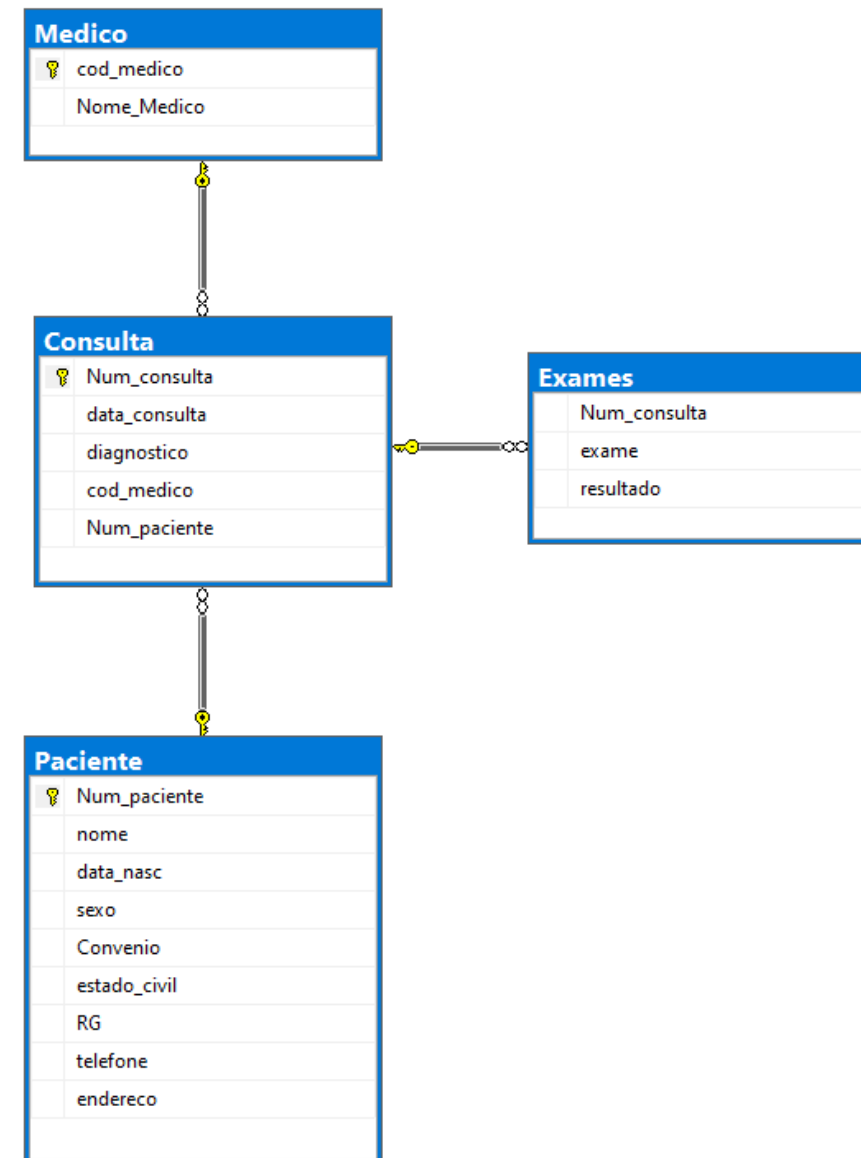 Medico
cod_medico
Nome_Medico
Consulta
Num_consulta
data_consulta
diagnostico
cod_medico
Num_paciente
Exames
Num_consulta
exame
resultado
Paciente
Num_paciente
nome
data_nasc
sexo
Convenio
estado_civil
RG
telefone
endereco